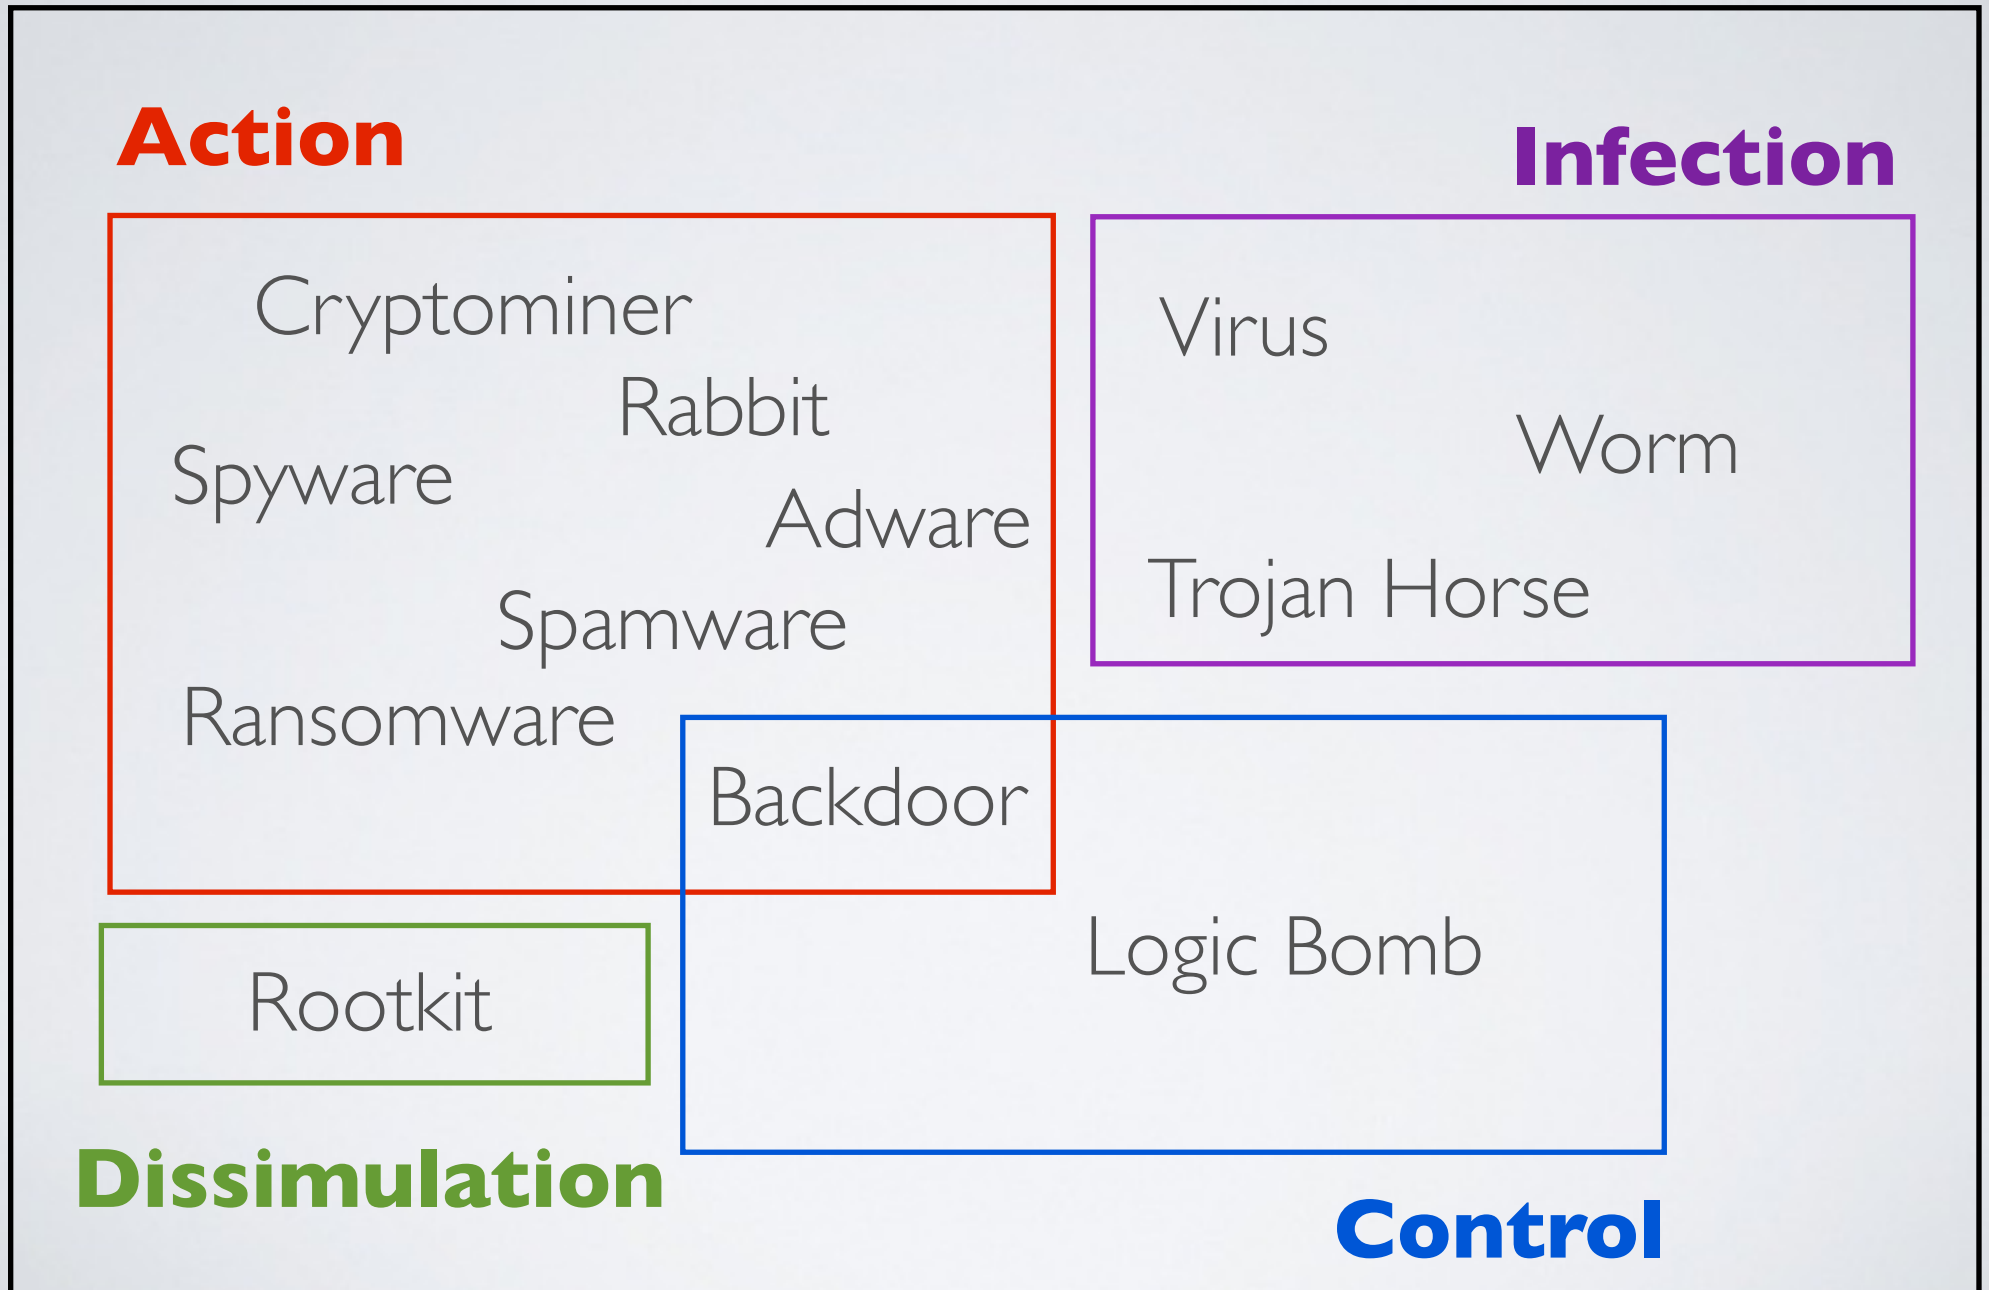 Action
Cryptominer
Rabbit
Spyware
Adware
Spamware
Ransomware
Backdoor
Infection
Virus
Worm
Trojan Horse
Rootkit
Dissimulation
Logic Bomb
Control